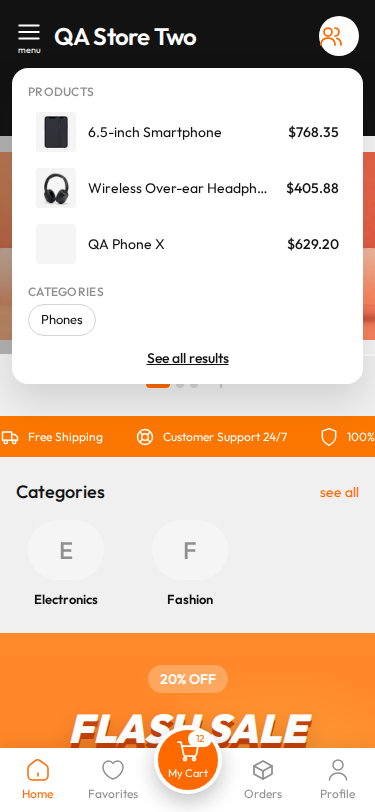 QA Store Two
menu
PRODUCTS
6.5-inch Smartphone $768.35
Wireless Over-ear Headph... $405.88
QA Phone X $629.20
CATEGORIES
Phones
See all results
Free Shipping Customer Support 24/7 100%
Categories see all
E F
Electronics Fashion
20% OFF
FLASH SALE
12
My Cart
Home Favorites Orders Profile